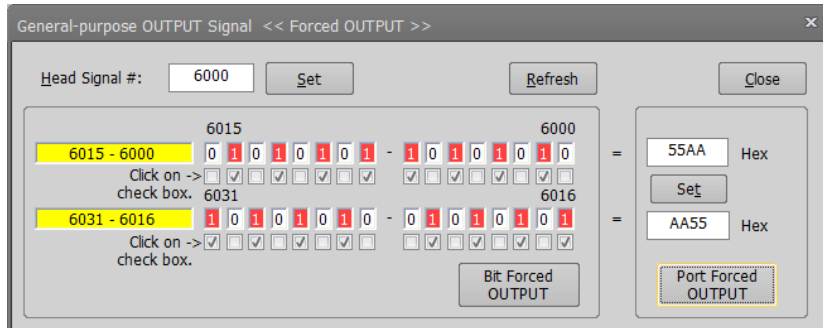 General-purpose OUTPUT Signal << Forced OUTPUT >> x
Head Signal #: 6000 Set Refresh Close
6015 6000
6015 - 6000 0 1 0 1 0 1 0 1 - 1 0 1 0 1 0 1 0 = 55AA Hex
Click on ->
check box. 6031 6016 Set
6031 - 6016 1 0 1 0 1 0 1 0 - 0 1 0 1 0 1 0 1 = AA55 Hex
Click on ->
check box.
Bit Forced Port Forced
OUTPUT OUTPUT